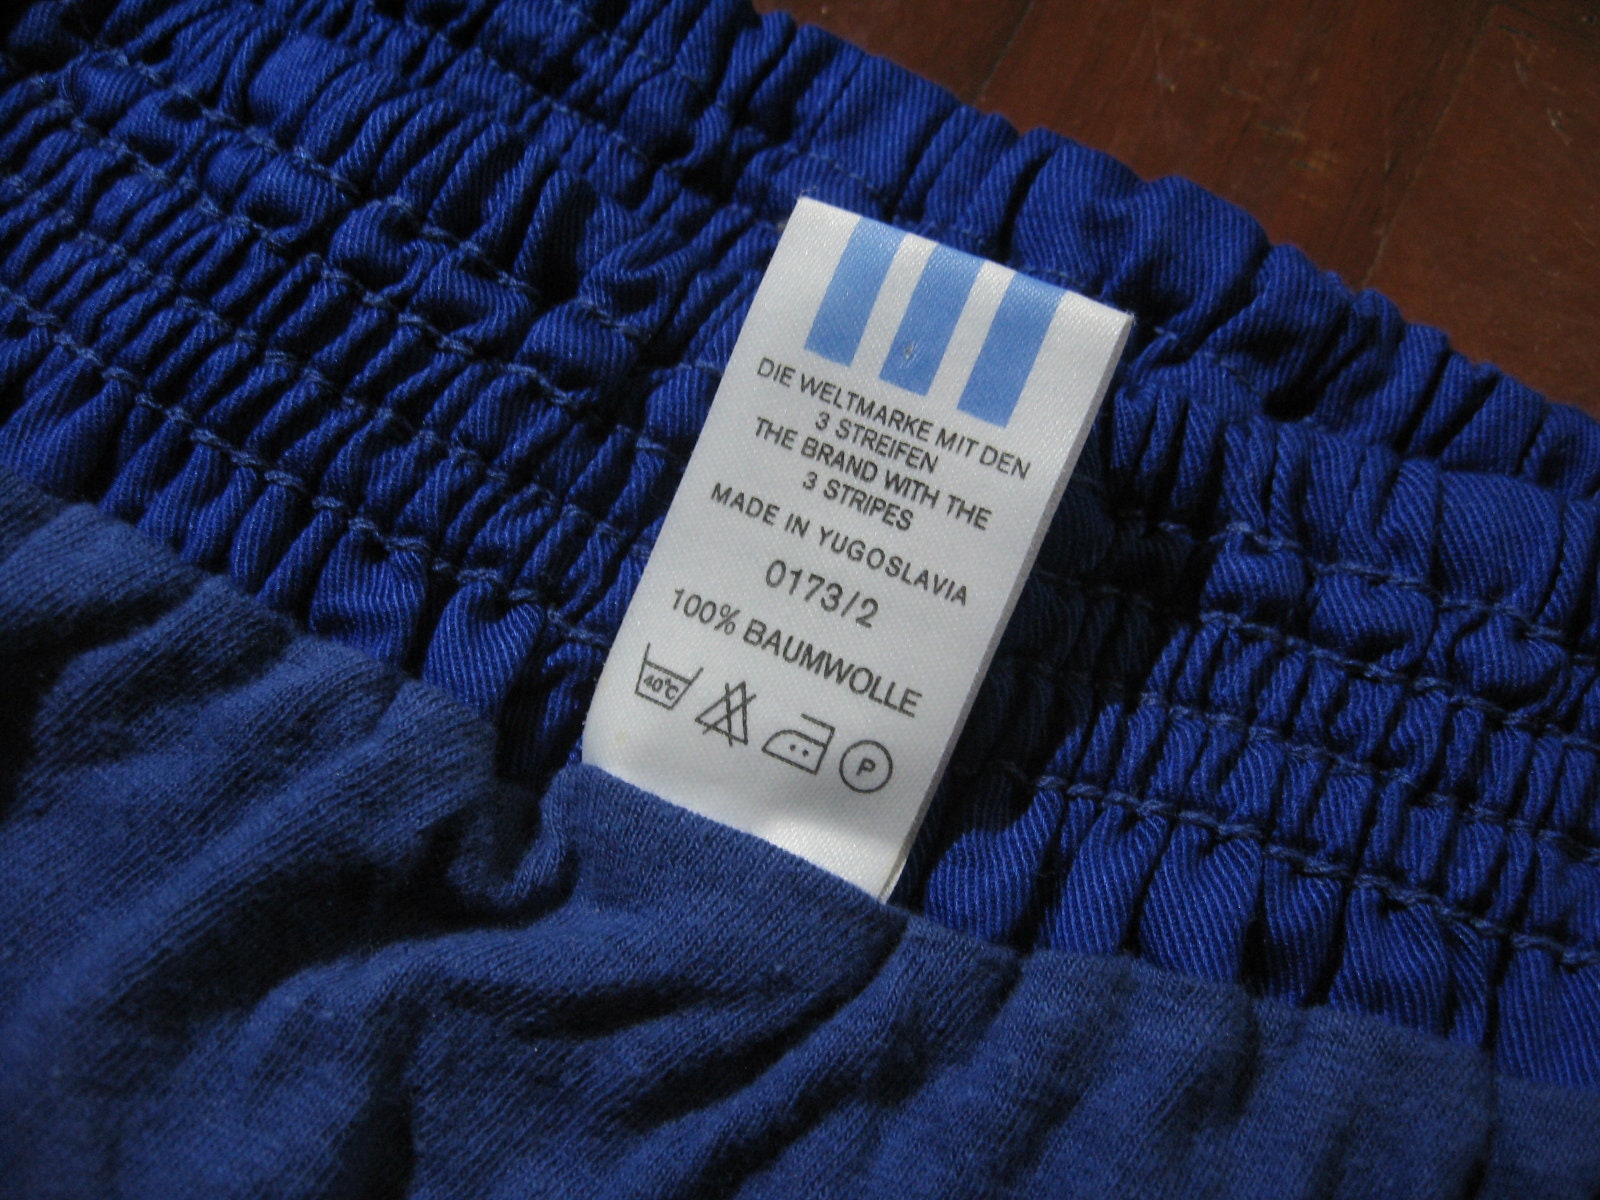 DIE WELTMARKE MIT DEN
3 STREIFEN
THE BRAND WITH THE
3 STRIPES
MADE IN YUGOSLAVIA
0173/2
100% BAUMWOLLE
40°C
P